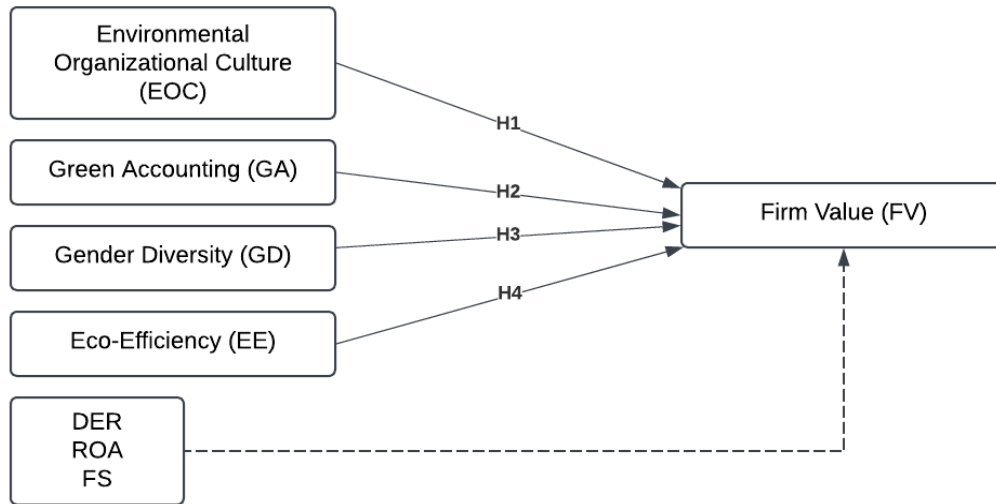 Environmental
Organizational Culture
(EOC)
H1
Green Accounting (GA)
H2
Firm Value (FV)
H3
Gender Diversity (GD)
H4
Eco-Efficiency (EE)
DER
ROA
FS